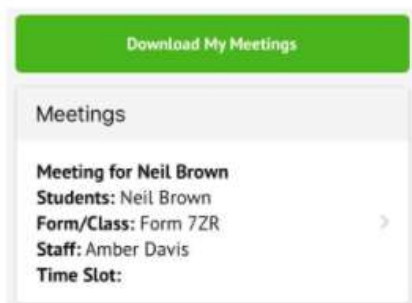 Download My Meetings
Meetings
Meeting for Neil Brown
Students: Neil Brown
Form/Class: Form 7ZR
Staff: Amber Davis
Time Slot: